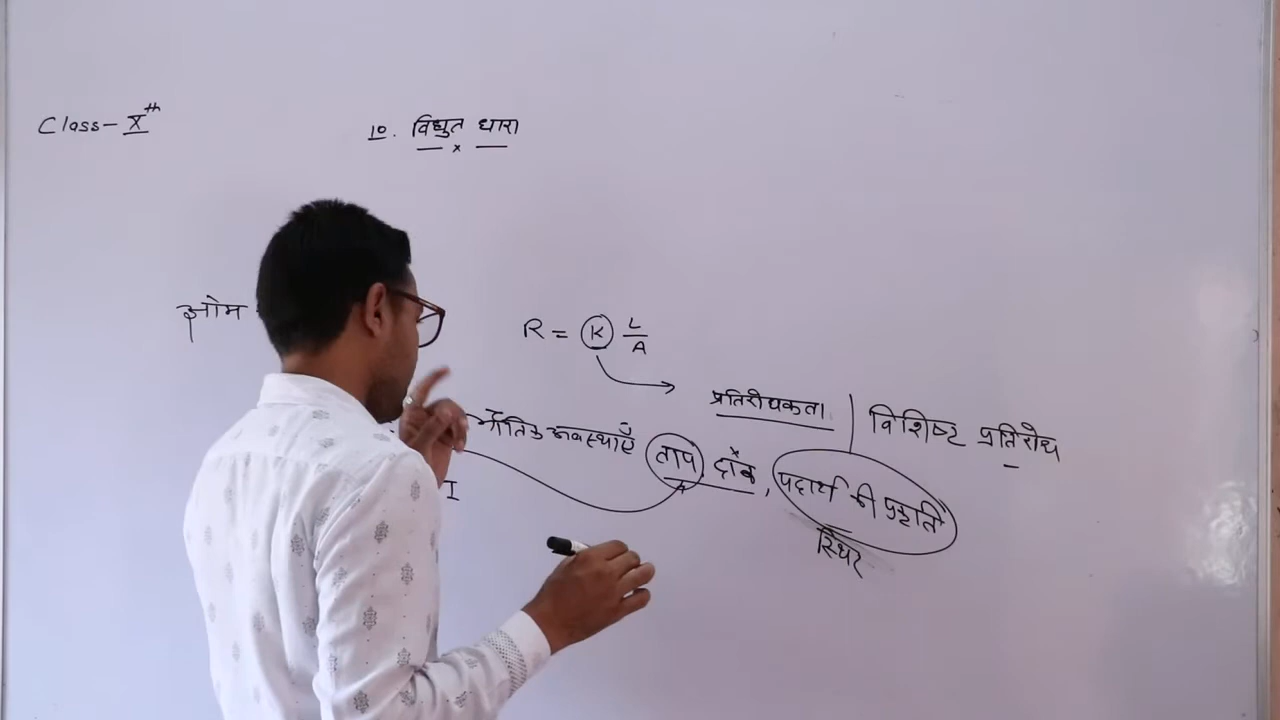 Class- Xth
10. विद्युत धारा
ओम
R = K L/A
प्रतिरोधकता | विशिष्ट प्रतिरोध
भौतिक अवस्थाएँ ताप दाब, पदार्थ की प्रकृति
I
स्थिर